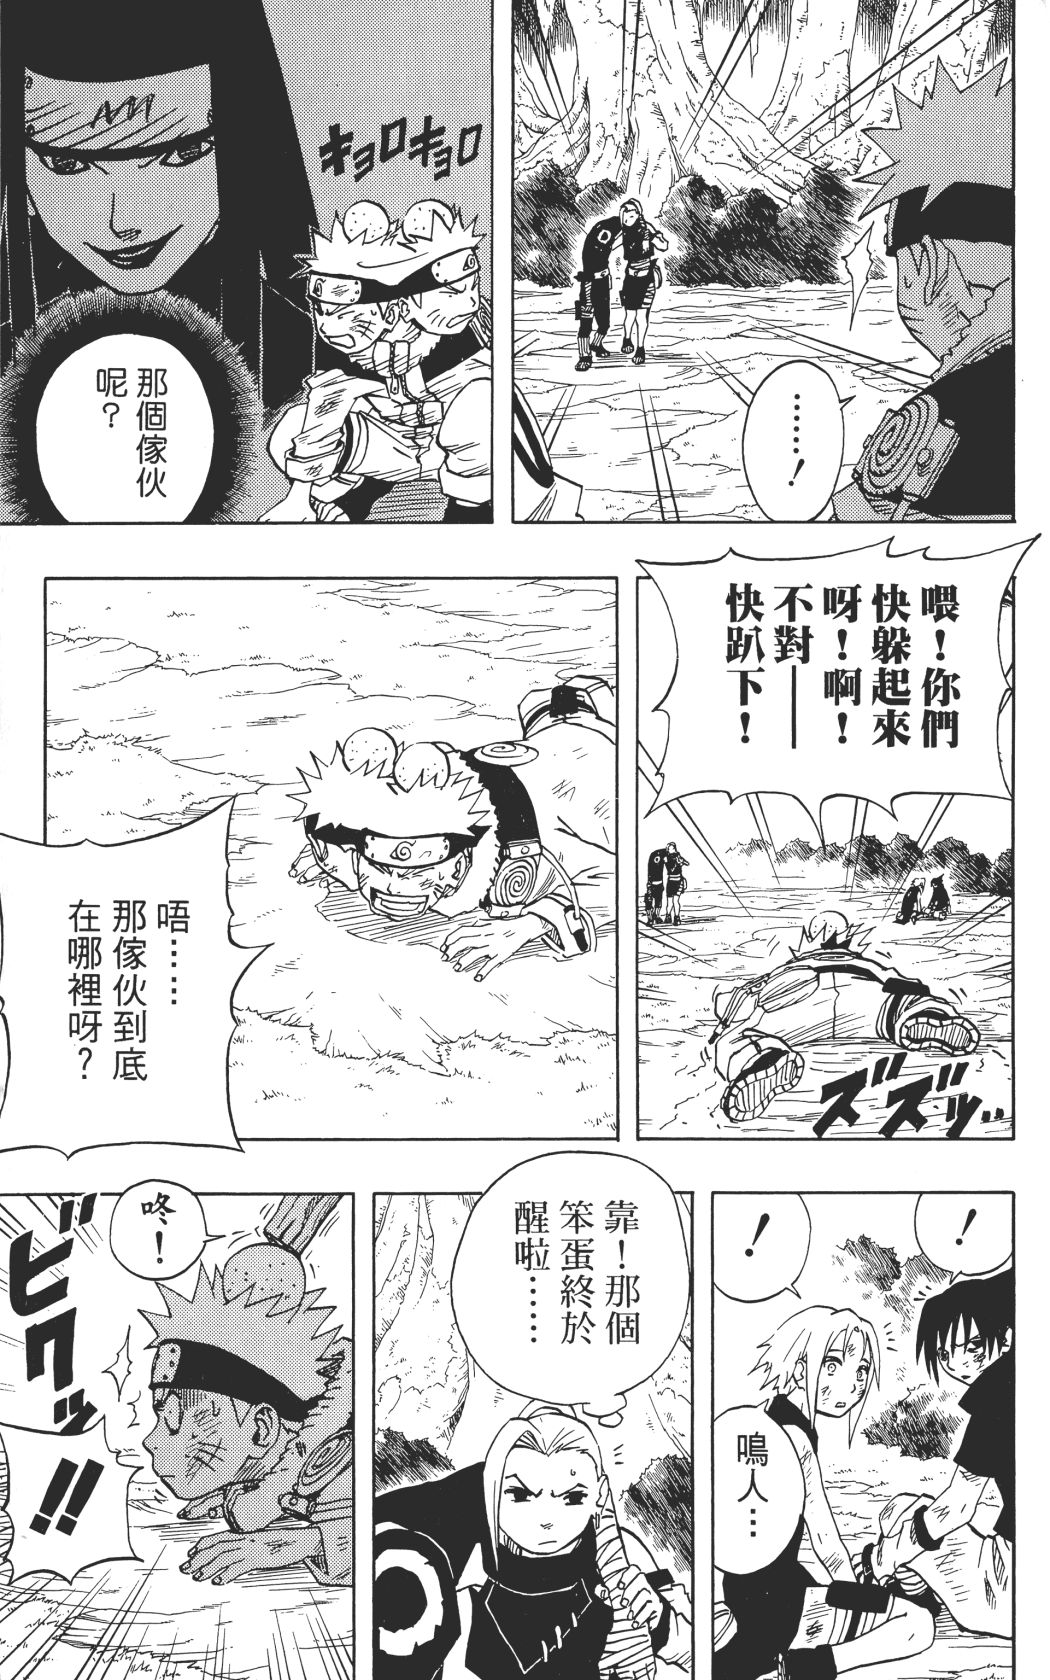 ……！
キョロキョロ
那個傢伙
呢？
喂！你們
快躲起來
呀！啊！
不對——
快趴下！
ズズズッ‥
唔……
那傢伙到底
在哪裡呀？
！
！
鳴人…
靠！那個
笨蛋終於
醒啦……
咚！
ビクッ
!!